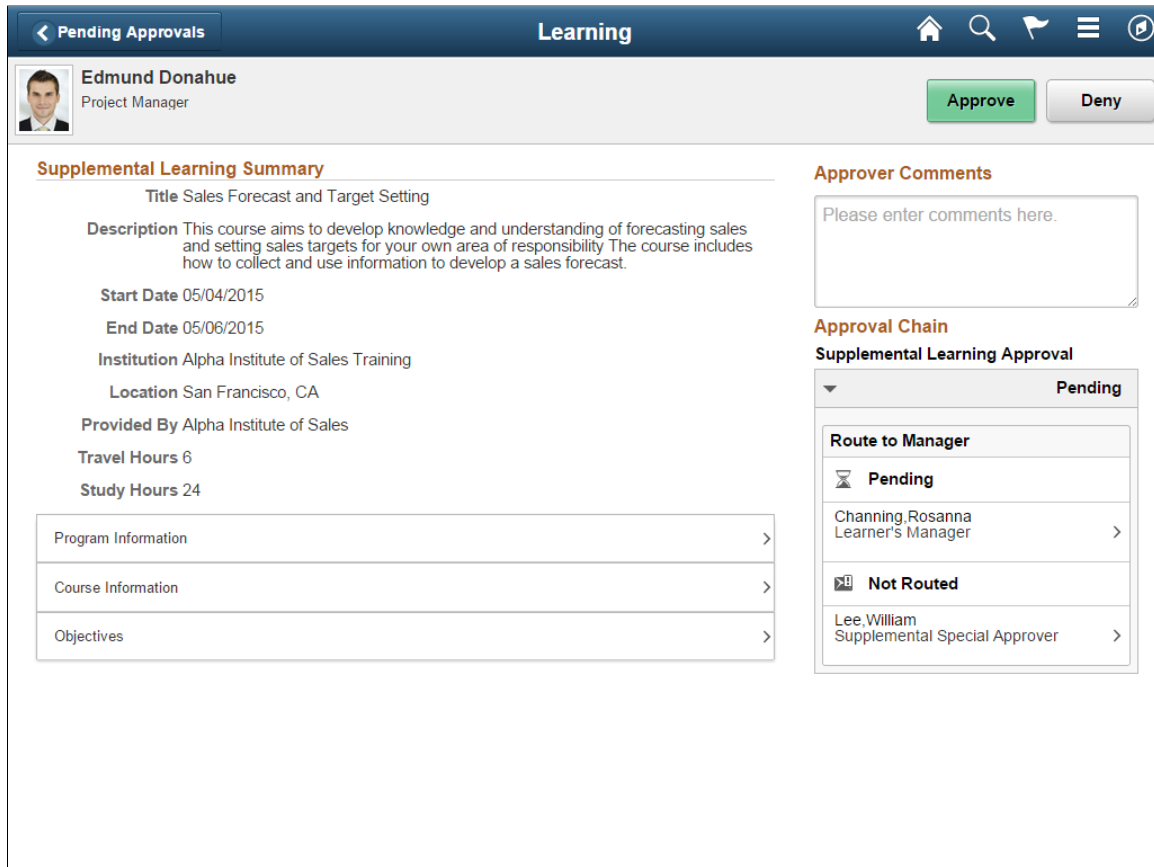 Pending Approvals
Learning
Edmund Donahue
Project Manager
Approve
Deny
Supplemental Learning Summary
Title Sales Forecast and Target Setting
Description This course aims to develop knowledge and understanding of forecasting sales
and setting sales targets for your own area of responsibility The course includes
how to collect and use information to develop a sales forecast.
Start Date 05/04/2015
End Date 05/06/2015
Institution Alpha Institute of Sales Training
Location San Francisco, CA
Provided By Alpha Institute of Sales
Travel Hours 6
Study Hours 24
Program Information
Course Information
Objectives
Approver Comments
Please enter comments here.
Approval Chain
Supplemental Learning Approval
Pending
Route to Manager
Pending
Channing,Rosanna
Learner's Manager
Not Routed
Lee,William
Supplemental Special Approver